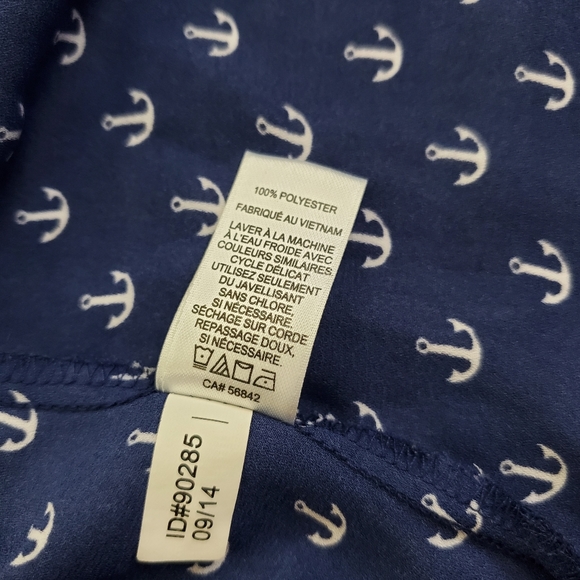 100% POLYESTER
FABRIQUÉ AU VIETNAM
LAVER À LA MACHINE
À L'EAU FROIDE AVEC
COULEURS SIMILAIRES.
CYCLE DÉLICAT
UTILISEZ SEULEMENT
DU JAVELLISANT
SANS CHLORE,
SI NÉCESSAIRE.
SÉCHAGE SUR CORDE
REPASSAGE DOUX,
SI NÉCESSAIRE.
CA# 56842
ID#90285
09/14